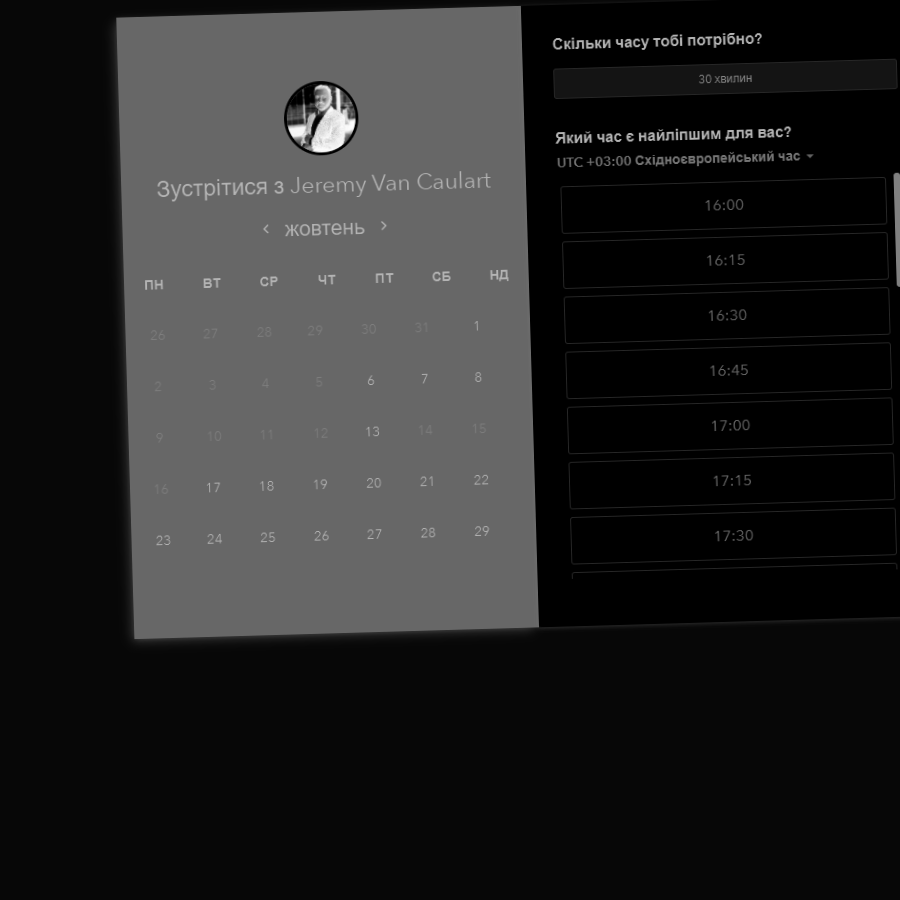 Зустрітися з Jeremy Van Caulart
жовтень
ПН ВТ СР ЧТ ПТ СБ НД
26 27 28 29 30 31 1
2 3 4 5 6 7 8
9 10 11 12 13 14 15
16 17 18 19 20 21 22
23 24 25 26 27 28 29
Скільки часу тобі потрібно?
30 хвилин
Який час є найліпшим для вас?
UTC +03:00 Східноєвропейський час
16:00
16:15
16:30
16:45
17:00
17:15
17:30